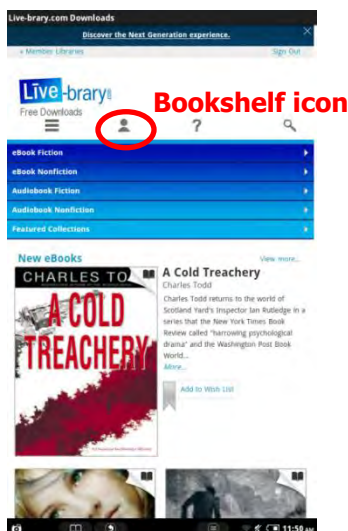 Live-brary.com Downloads
Discover the Next Generation experience.
« Member Libraries
Sign Out
Live-brary
Free Downloads
Bookshelf icon
?
eBook Fiction
eBook Nonfiction
Audiobook Fiction
Audiobook Nonfiction
Featured Collections
New eBooks
View more...
CHARLES TO
A COLD
TREACHERY
A Cold Treachery
Charles Todd
Charles Todd returns to the world of
Scotland Yard's Inspector Ian Rutledge in a
series that the New York Times Book
Review called "harrowing psychological
drama" and the Washington Post Book
World...
More...
Add to Wish List
11:50 AM